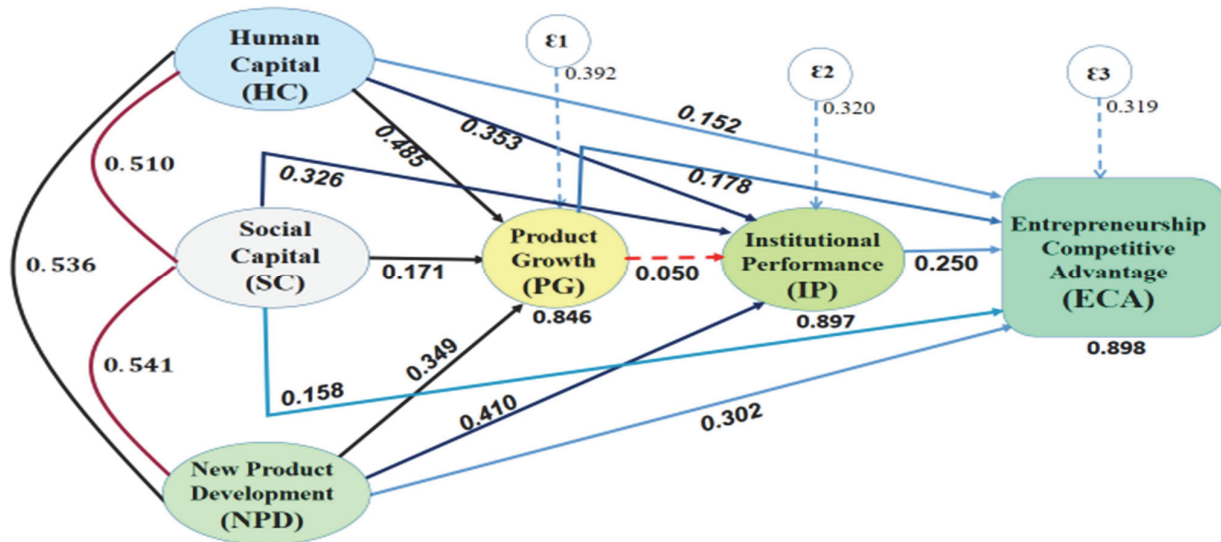 Human
Capital
(HC)
ε1
0.392
ε2
0.320
ε3
0.319
0.152
0.353
0.485
0.510
0.326
0.178
Social
Capital
(SC)
0.171
Product
Growth
(PG)
0.846
0.050
Institutional
Performance
(IP)
0.897
0.250
Entrepreneurship
Competitive
Advantage
(ECA)
0.898
0.536
0.541
0.349
0.158
0.410
0.302
New Product
Development
(NPD)